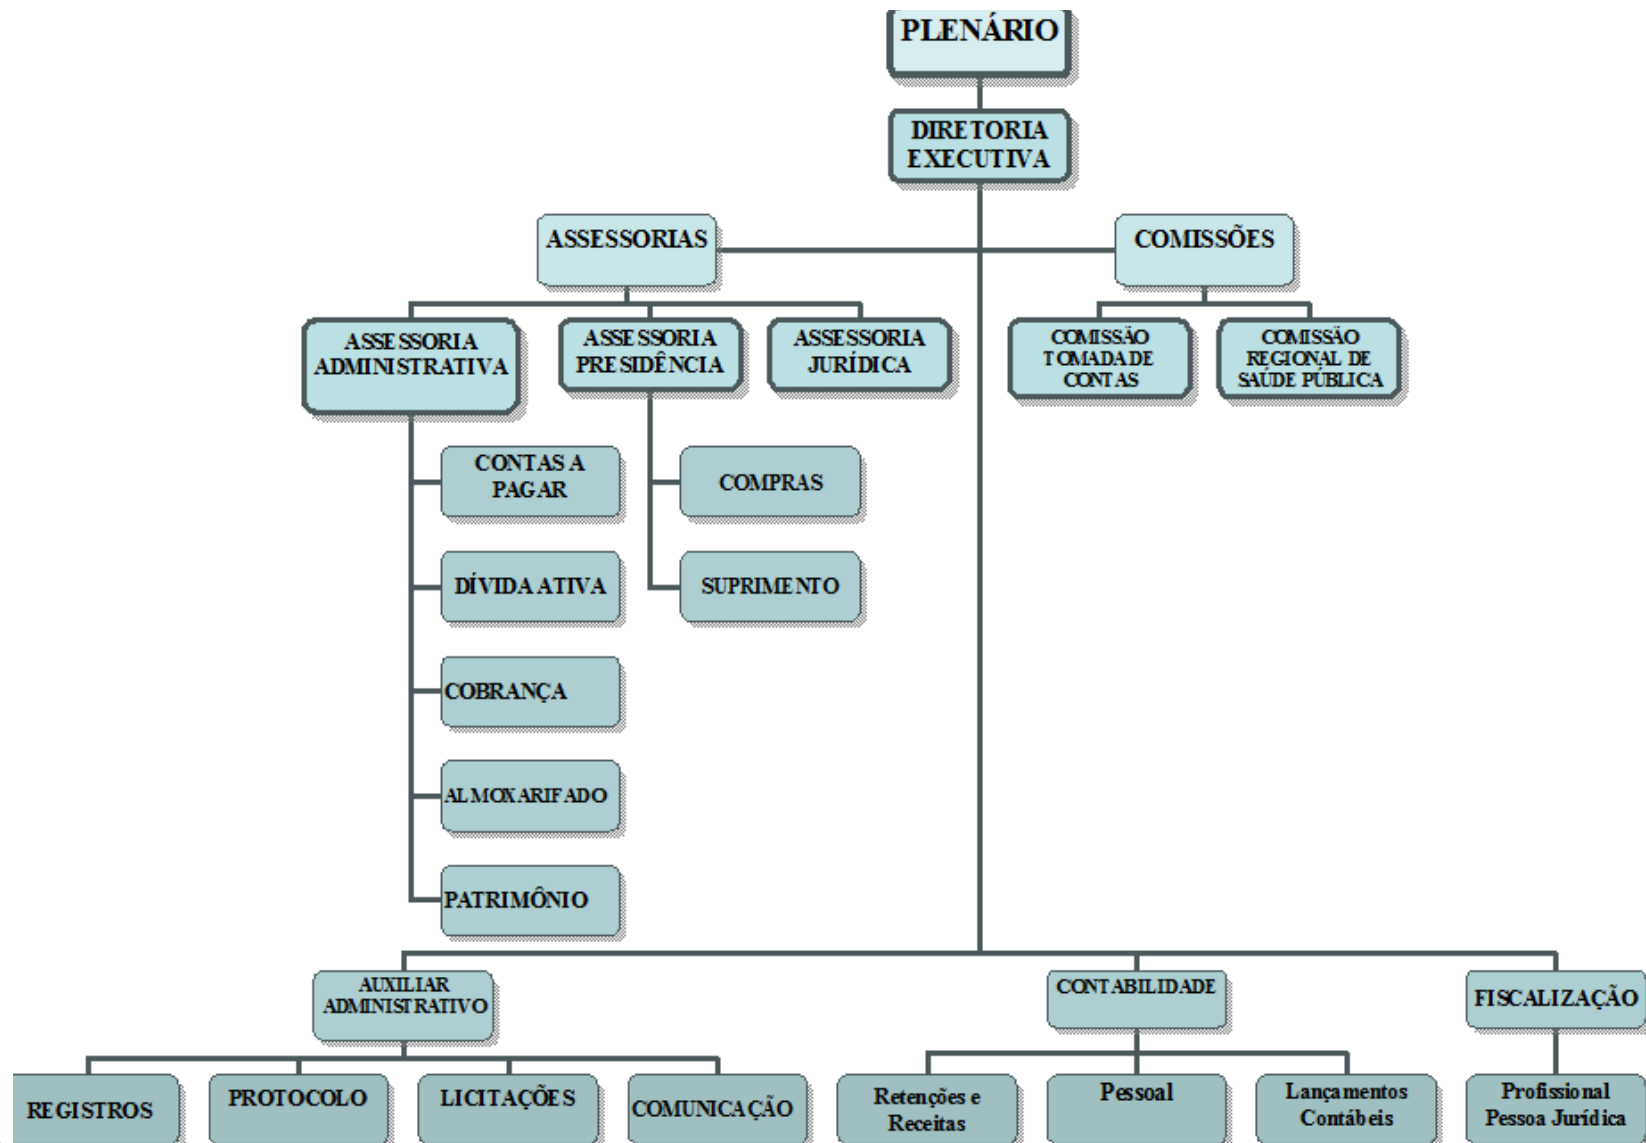 PLENÁRIO
DIRETORIA
EXECUTIVA
ASSESSORIAS
COMISSÕES
ASSESSORIA
ADMINISTRATIVA
ASSESSORIA
PRESIDÊNCIA
ASSESSORIA
JURÍDICA
COMISSÃO
TOMADA DE
CONTAS
COMISSÃO
REGIONAL DE
SAÚDE PÚBLICA
CONTAS A
PAGAR
COMPRAS
DÍVIDA ATIVA
SUPRIMENTO
COBRANÇA
ALMOXARIFADO
PATRIMÔNIO
AUXILIAR
ADMINISTRATIVO
CONTABILIDADE
FISCALIZAÇÃO
REGISTROS
PROTOCOLO
LICITAÇÕES
COMUNICAÇÃO
Retenções e
Receitas
Pessoal
Lançamentos
Contábeis
Profissional
Pessoa Jurídica